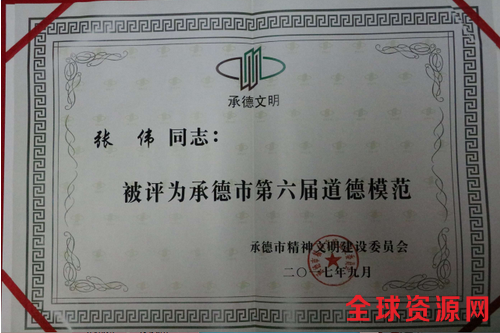 承德文明
张伟 同志：
被评为承德市第六届道德模范
承德市精神文明建设委员会
二〇一七年九月
全球资源网